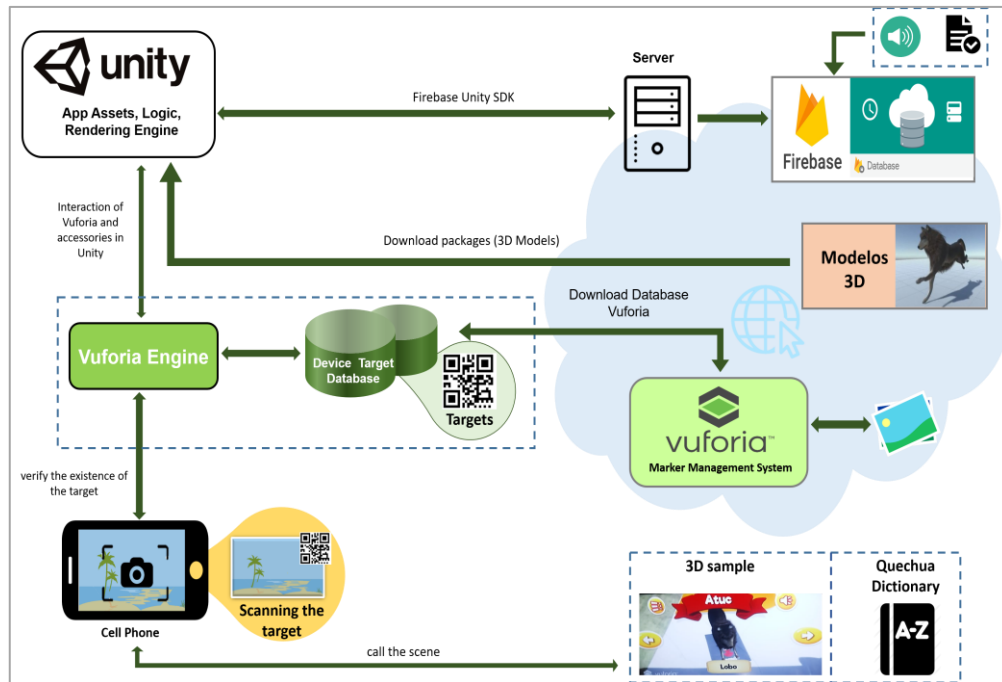 unity
App Assets, Logic,
Rendering Engine
Firebase Unity SDK
Server
Firebase
Database
Interaction of
Vuforia and
accessories in
Unity
Download packages (3D Models)
Modelos
3D
Download Database
Vuforia
Vuforia Engine
Device Target
Database
Targets
vuforia™
Marker Management System
verify the existence of
the target
Cell Phone
Scanning the
target
call the scene
3D sample
Atuc
Lobo
Quechua
Dictionary
A-Z